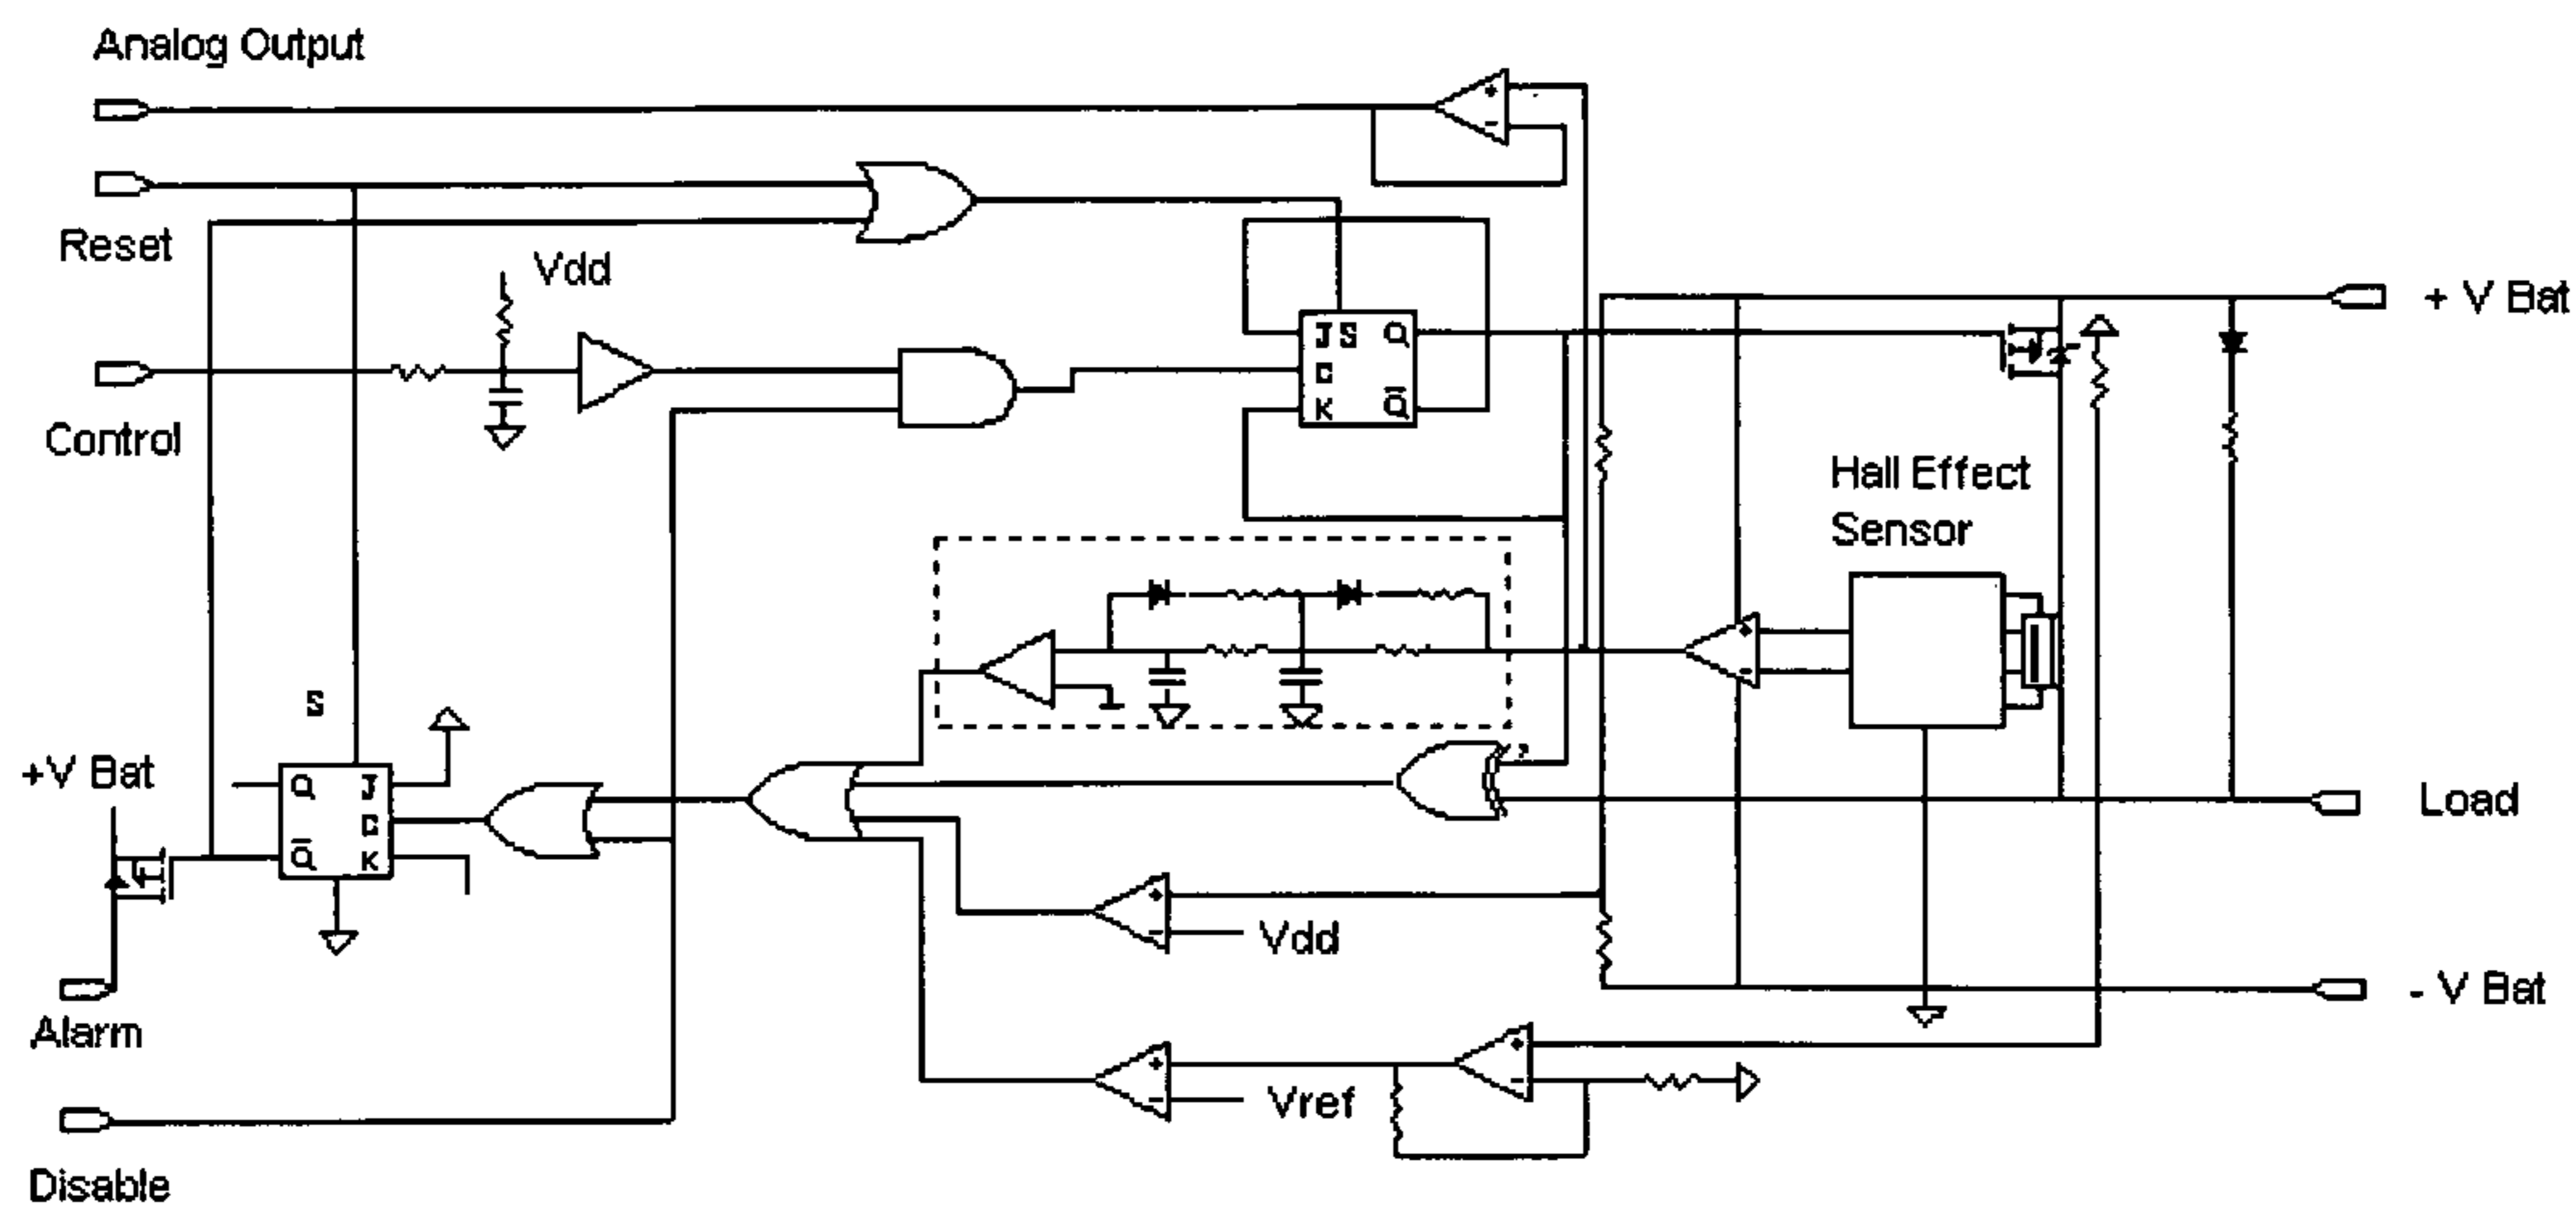 Analog Output
Reset
Vdd
Control
+ V Bat
J S Q
C
K Q̅
Hall Effect
Sensor
S
+V Bat
Q J
C
Q̅ K
Load
Vdd
- V Bat
Alarm
Vref
Disable
+
-
+
-
+
-
+
-
+
-